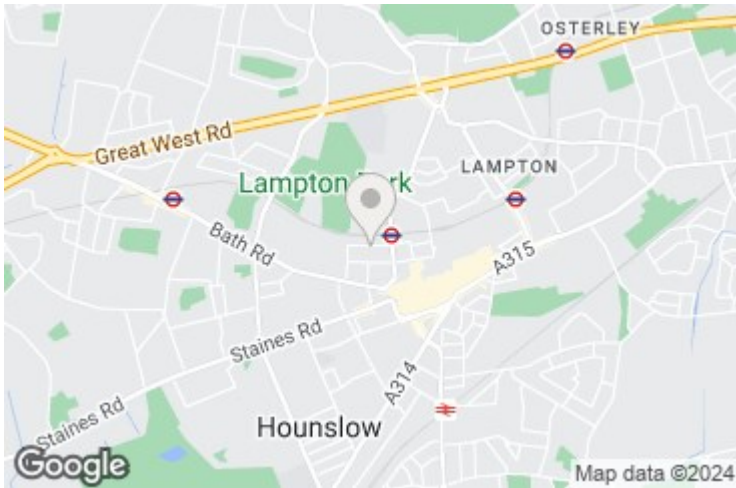 OSTERLEY
Great West Rd
LAMPTON
Lampton Park
Bath Rd
A315
Staines Rd
A314
Staines Rd
Hounslow
Google
Map data ©2024